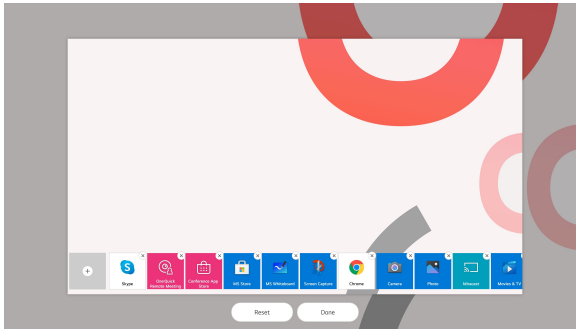 Skype
OneQuick
Remote Meeting
Conference App
Store
MS Store
MS Whiteboard
Screen Capture
Chrome
Camera
Photo
Miracast
Movies & TV
Reset
Done